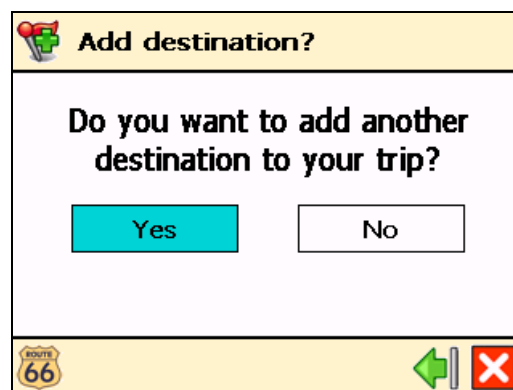 Add destination?
Do you want to add another
destination to your trip?
Yes
No
ROUTE
66